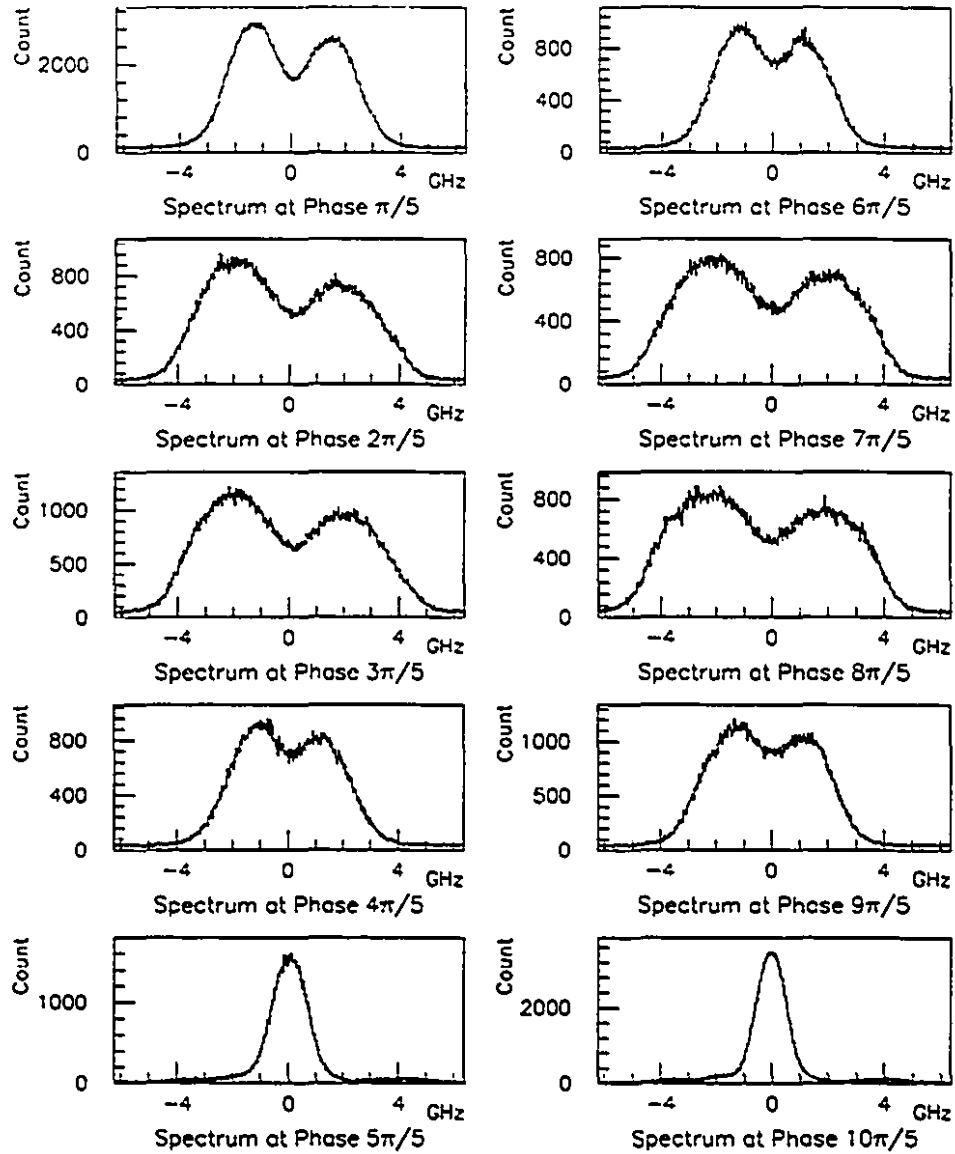 Count
2000
0
-4 0 4 GHz
Spectrum at Phase π/5
Count
800
400
0
-4 0 4 GHz
Spectrum at Phase 6π/5
Count
800
400
0
-4 0 4 GHz
Spectrum at Phase 2π/5
Count
800
400
0
-4 0 4 GHz
Spectrum at Phase 7π/5
Count
1000
500
0
-4 0 4 GHz
Spectrum at Phase 3π/5
Count
800
400
0
-4 0 4 GHz
Spectrum at Phase 8π/5
Count
800
400
0
-4 0 4 GHz
Spectrum at Phase 4π/5
Count
1000
500
0
-4 0 4 GHz
Spectrum at Phase 9π/5
Count
1000
0
-4 0 4 GHz
Spectrum at Phase 5π/5
Count
2000
0
-4 0 4 GHz
Spectrum at Phase 10π/5